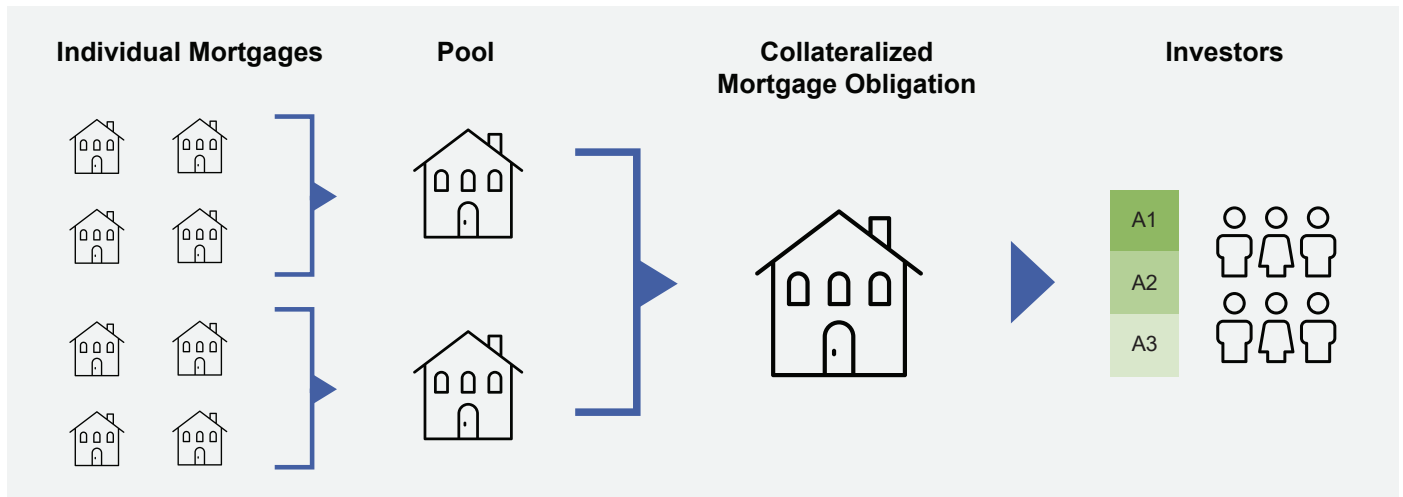 Individual Mortgages
Pool
Collateralized
Mortgage Obligation
Investors
A1
A2
A3